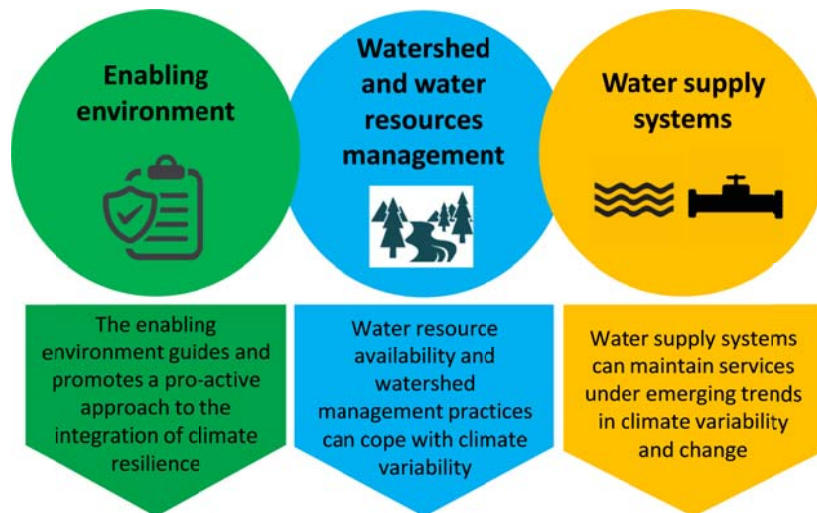 Enabling
environment
Watershed
and water
resources
management
Water supply
systems
The enabling
environment guides and
promotes a pro-active
approach to the
integration of climate
resilience
Water resource
availability and
watershed
management practices
can cope with climate
variability
Water supply systems
can maintain services
under emerging trends
in climate variability
and change